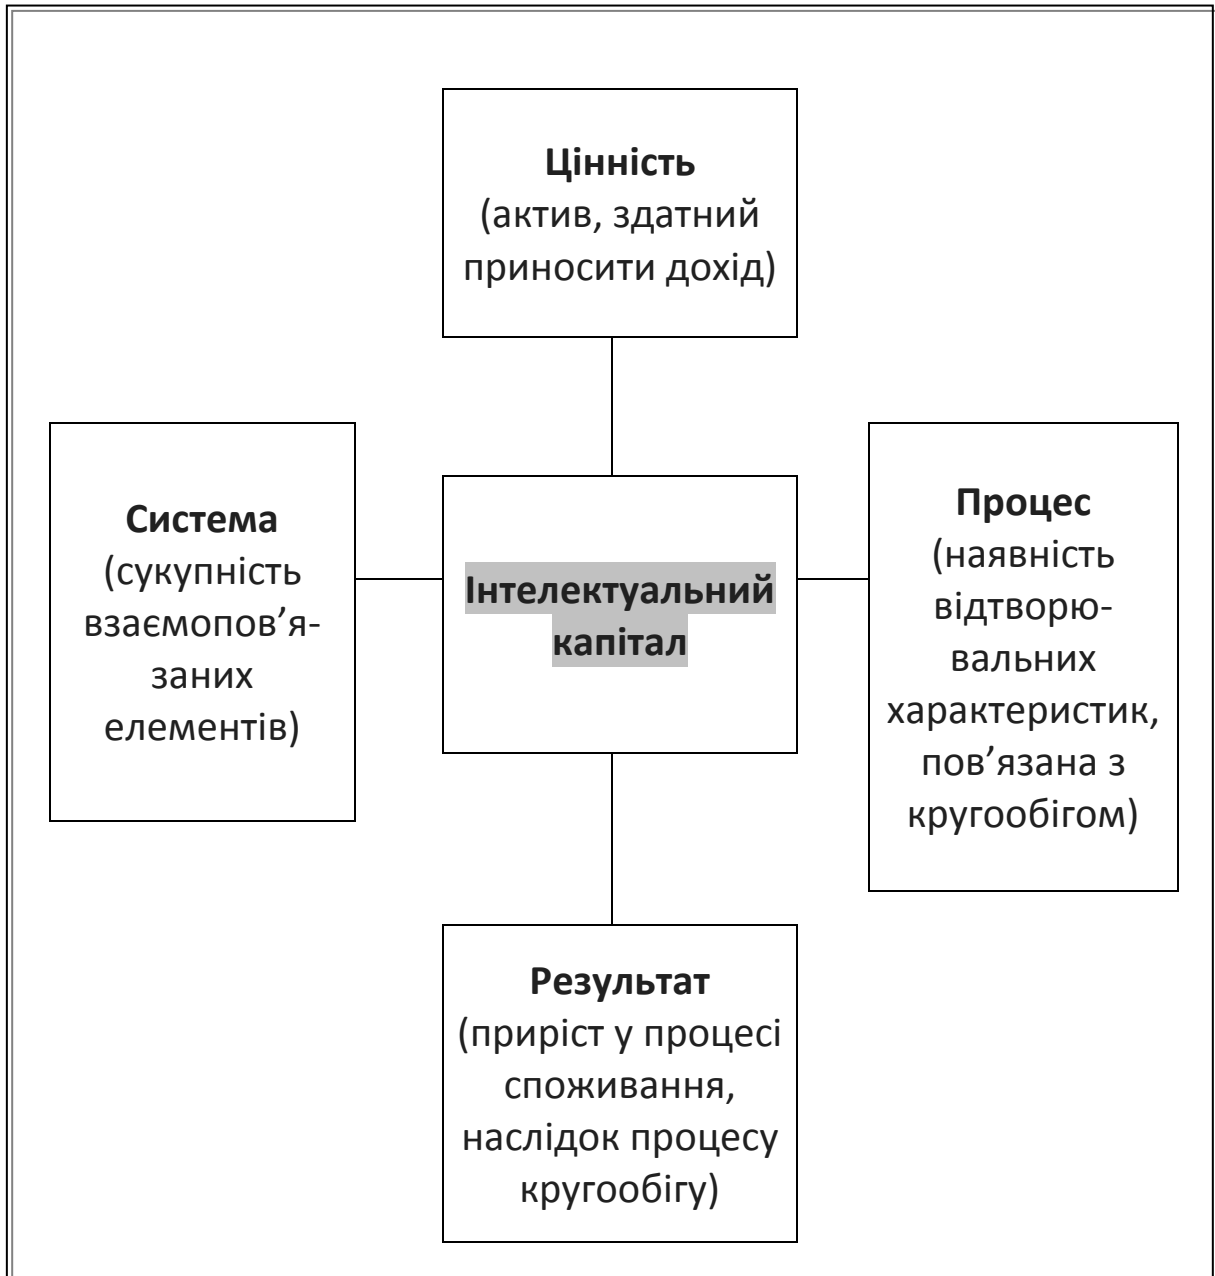 Цінність
(актив, здатний
приносити дохід)
Система
(сукупність
взаємопов’я-
заних
елементів)
Інтелектуальний
капітал
Процес
(наявність
відтворю-
вальних
характеристик,
пов’язана з
кругообігом)
Результат
(приріст у процесі
споживання,
наслідок процесу
кругообігу)